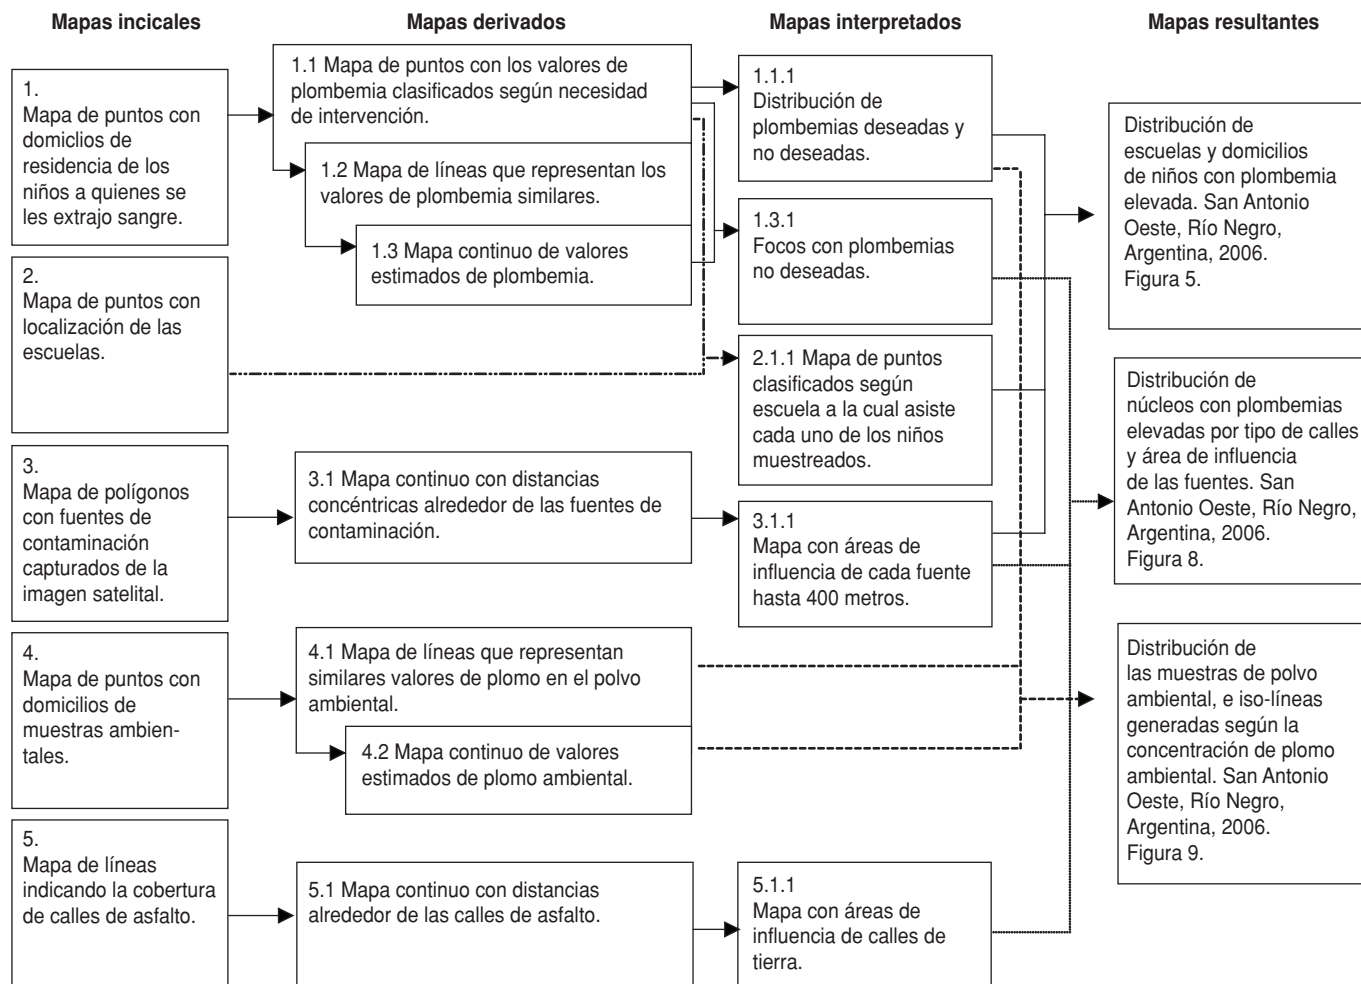 Mapas incicales
Mapas derivados
Mapas interpretados
Mapas resultantes
1.
Mapa de puntos con
domiclios de
residencia de los
niños a quienes se
les extrajo sangre.
2.
Mapa de puntos con
localización de las
escuelas.
3.
Mapa de polígonos
con fuentes de
contaminación
capturados de la
imagen satelital.
4.
Mapa de puntos con
domicilios de
muestras ambien-
tales.
5.
Mapa de líneas
indicando la cobertura
de calles de asfalto.
1.1 Mapa de puntos con los valores de
plombemia clasificados según necesidad
de intervención.
1.2 Mapa de líneas que representan los
valores de plombemia similares.
1.3 Mapa continuo de valores
estimados de plombemia.
3.1 Mapa continuo con distancias
concéntricas alrededor de las fuentes de
contaminación.
4.1 Mapa de líneas que representan
similares valores de plomo en el polvo
ambiental.
4.2 Mapa continuo de valores
estimados de plomo ambiental.
5.1 Mapa continuo con distancias
alrededor de las calles de asfalto.
1.1.1
Distribución de
plombemias deseadas y
no deseadas.
1.3.1
Focos con plombemias
no deseadas.
2.1.1 Mapa de puntos
clasificados según
escuela a la cual asiste
cada uno de los niños
muestreados.
3.1.1
Mapa con áreas de
influencia de cada fuente
hasta 400 metros.
5.1.1
Mapa con áreas de
influencia de calles de
tierra.
Distribución de
escuelas y domicilios
de niños con plombemia
elevada. San Antonio
Oeste, Río Negro,
Argentina, 2006.
Figura 5.
Distribución de
núcleos con plombemias
elevadas por tipo de calles
y área de influencia
de las fuentes. San
Antonio Oeste, Río Negro,
Argentina, 2006.
Figura 8.
Distribución de
las muestras de polvo
ambiental, e iso-líneas
generadas según la
concentración de plomo
ambiental. San Antonio
Oeste, Río Negro,
Argentina, 2006.
Figura 9.